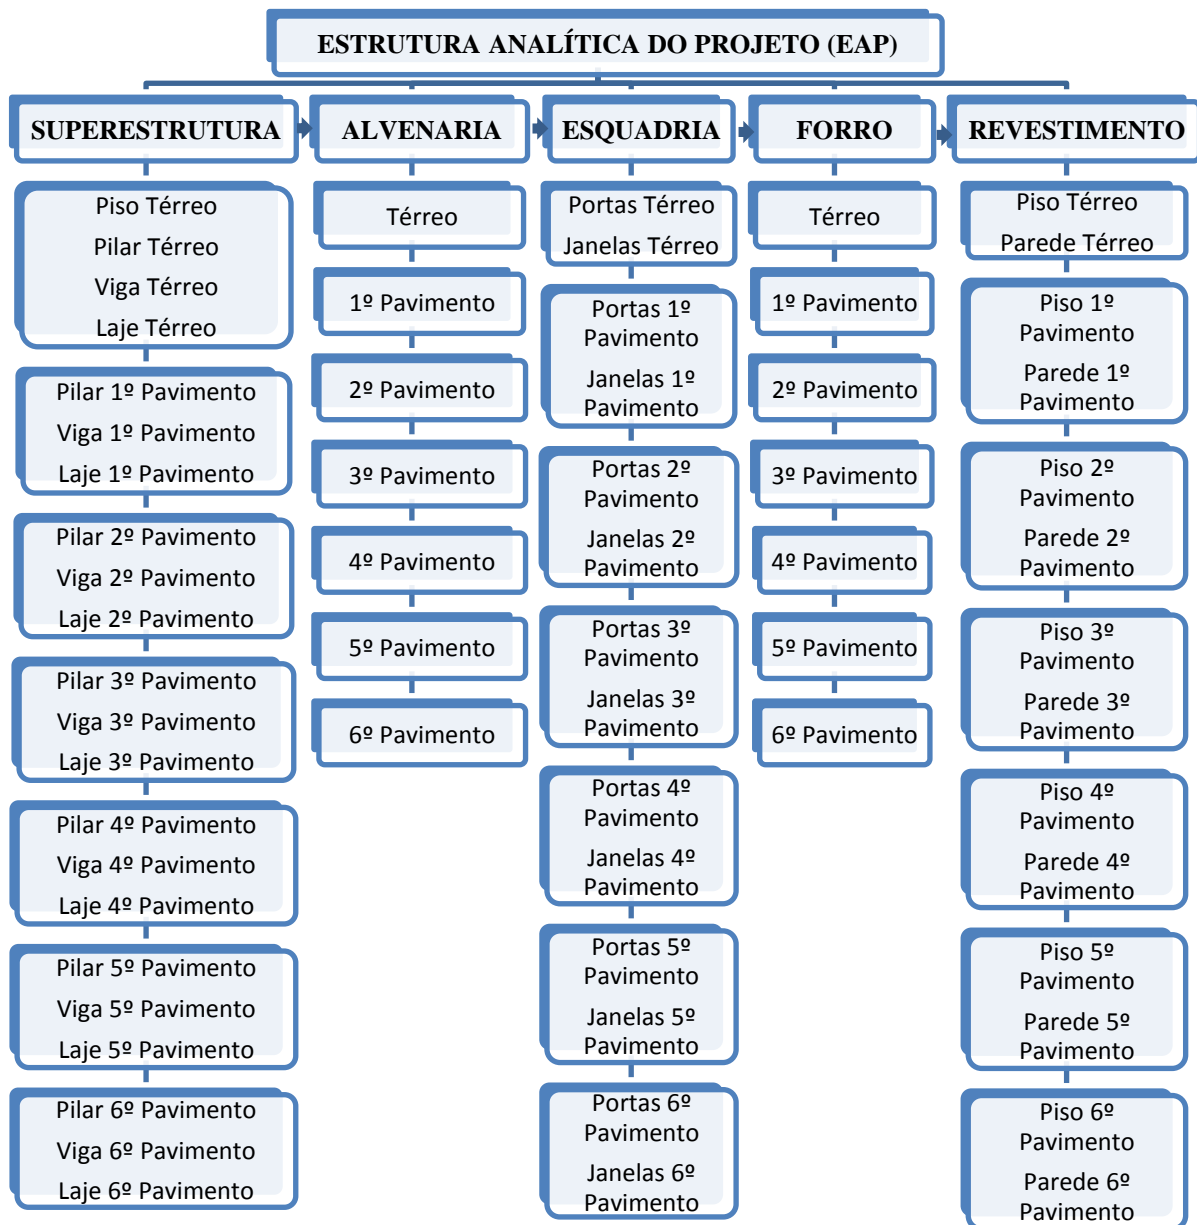 ESTRUTURA ANALÍTICA DO PROJETO (EAP)
SUPERESTRUTURA
Piso Térreo
Pilar Térreo
Viga Térreo
Laje Térreo
Pilar 1º Pavimento
Viga 1º Pavimento
Laje 1º Pavimento
Pilar 2º Pavimento
Viga 2º Pavimento
Laje 2º Pavimento
Pilar 3º Pavimento
Viga 3º Pavimento
Laje 3º Pavimento
Pilar 4º Pavimento
Viga 4º Pavimento
Laje 4º Pavimento
Pilar 5º Pavimento
Viga 5º Pavimento
Laje 5º Pavimento
Pilar 6º Pavimento
Viga 6º Pavimento
Laje 6º Pavimento
ALVENARIA
Térreo
1º Pavimento
2º Pavimento
3º Pavimento
4º Pavimento
5º Pavimento
6º Pavimento
ESQUADRIA
Portas Térreo
Janelas Térreo
Portas 1º
Pavimento
Janelas 1º
Pavimento
Portas 2º
Pavimento
Janelas 2º
Pavimento
Portas 3º
Pavimento
Janelas 3º
Pavimento
Portas 4º
Pavimento
Janelas 4º
Pavimento
Portas 5º
Pavimento
Janelas 5º
Pavimento
Portas 6º
Pavimento
Janelas 6º
Pavimento
FORRO
Térreo
1º Pavimento
2º Pavimento
3º Pavimento
4º Pavimento
5º Pavimento
6º Pavimento
REVESTIMENTO
Piso Térreo
Parede Térreo
Piso 1º
Pavimento
Parede 1º
Pavimento
Piso 2º
Pavimento
Parede 2º
Pavimento
Piso 3º
Pavimento
Parede 3º
Pavimento
Piso 4º
Pavimento
Parede 4º
Pavimento
Piso 5º
Pavimento
Parede 5º
Pavimento
Piso 6º
Pavimento
Parede 6º
Pavimento